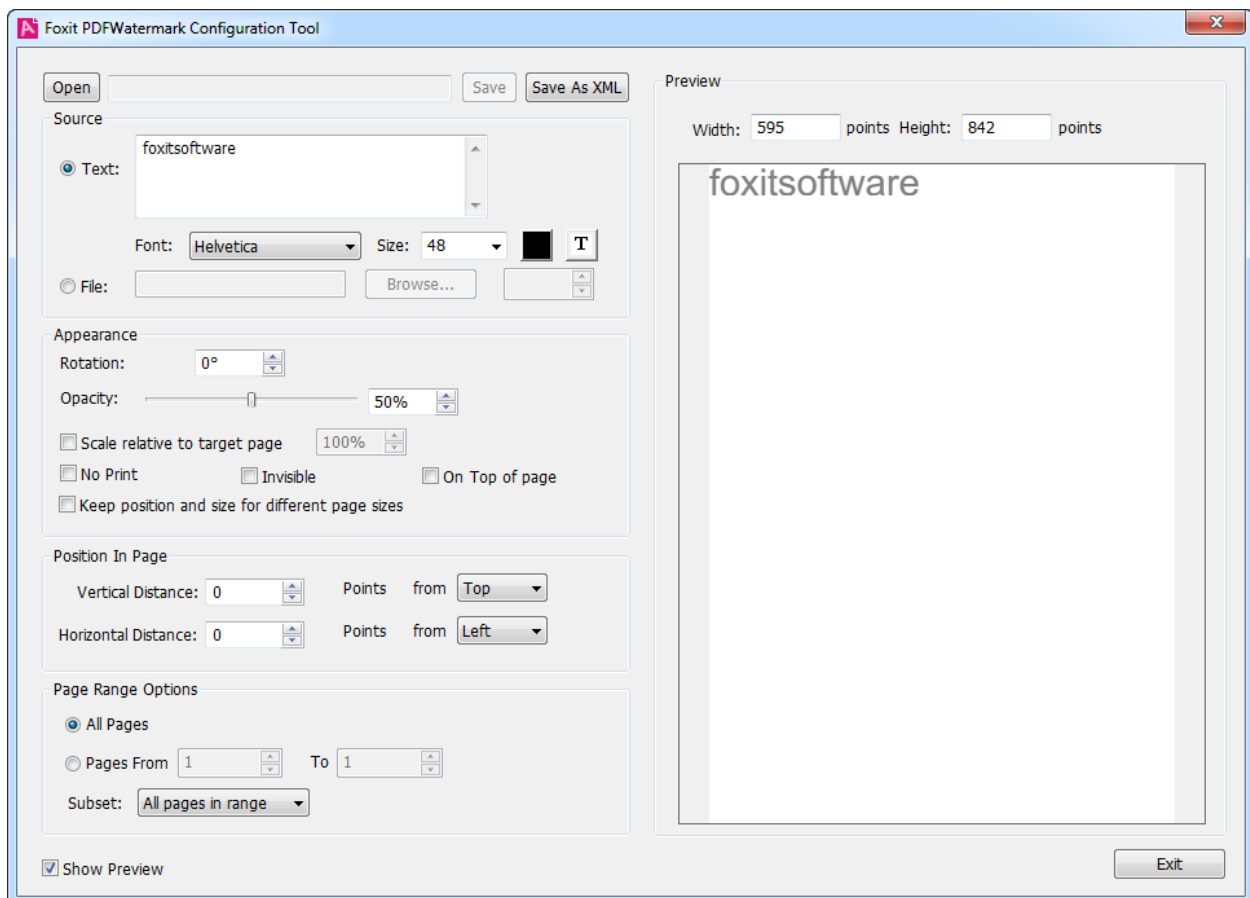 Foxit PDFWatermark Configuration Tool
Open Save Save As XML
Source
Text: foxitsoftware
Font: Helvetica Size: 48 T
File: Browse...
Appearance
Rotation: 0°
Opacity: 50%
Scale relative to target page 100%
No Print Invisible On Top of page
Keep position and size for different page sizes
Position In Page
Vertical Distance: 0 Points from Top
Horizontal Distance: 0 Points from Left
Page Range Options
All Pages
Pages From 1 To 1
Subset: All pages in range
Show Preview
Preview
Width: 595 points Height: 842 points
foxitsoftware
Exit